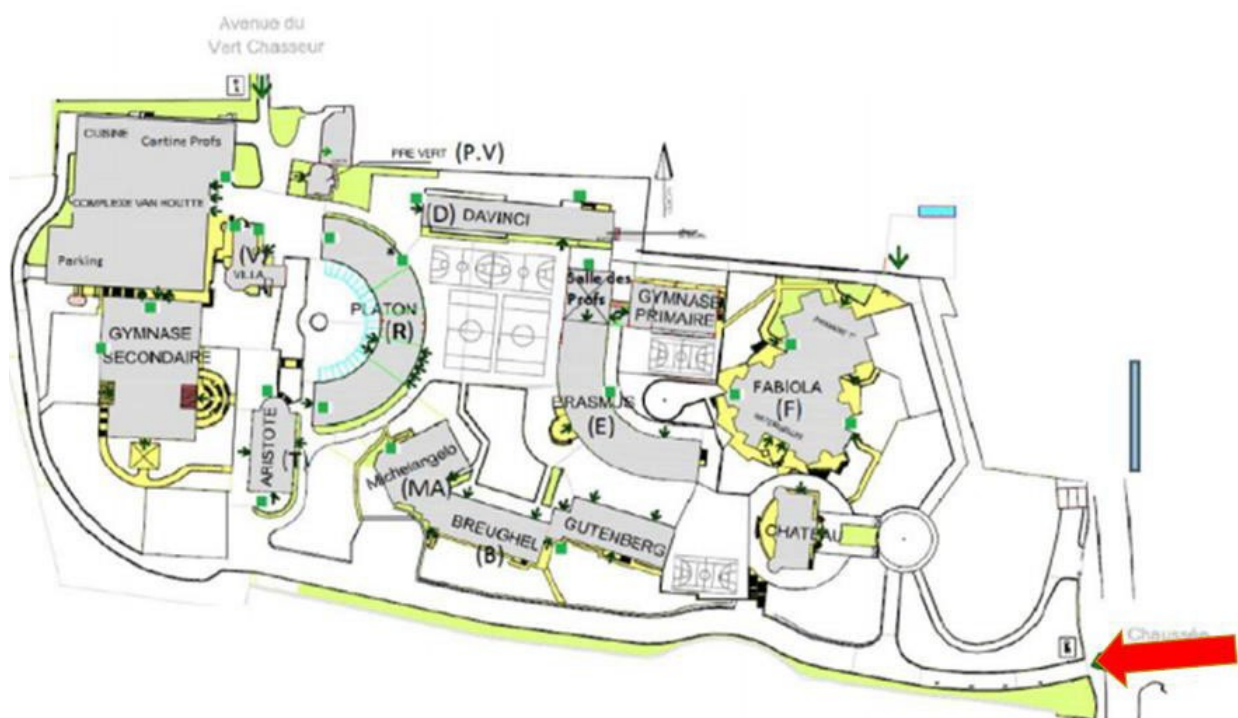 Avenue du
Vert Chasseur
CUISINE
Cantine Profs
PRE VERT (P.V)
COMPLEXE VAN HOUTTE
(D) DAVINCI
(V)
VILLA
Parking
Salle des
Profs
GYMNASE
PRIMAIRE
PLATON
(R)
GYMNASE
SECONDAIRE
FABIOLA
(F)
ERASMUS
(E)
ARISTOTE
(T)
Michelangelo
(MA)
BREUGHEL
(B)
GUTENBERG
CHATEAU
Chaussée